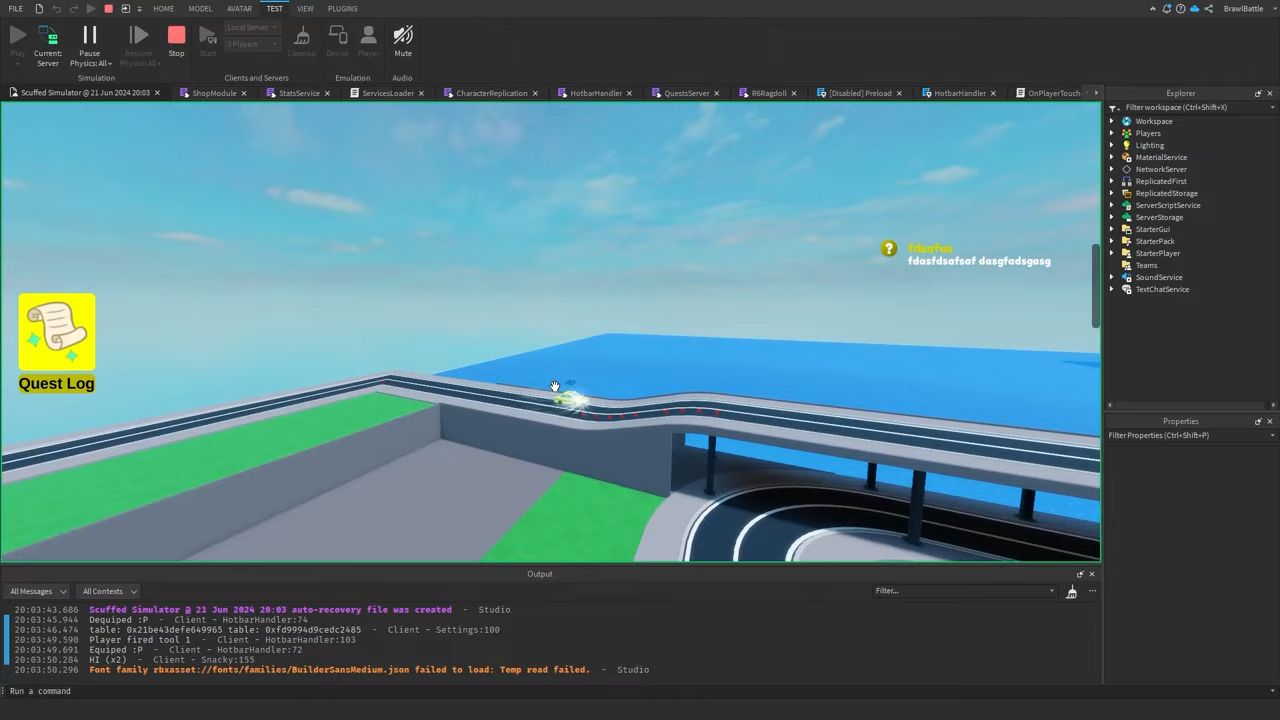 FILE
HOME
MODEL
AVATAR
TEST
VIEW
PLUGINS
BrawlBattle
Play
Current:
Server
Pause
Physics: All
Resume
Physics: All
Stop
Start
Local Server
2 Players
Cleanup
Device
Player
Mute
Simulation
Clients and Servers
Emulation
Audio
Scuffed Simulator @ 21 Jun 2024 20:03
ShopModule
StatsService
ServicesLoader
CharacterReplication
HotbarHandler
QuestsServer
R6Ragdoll
[Disabled] Preload
HotbarHandler
OnPlayerTouch
Explorer
Filter workspace (Ctrl+Shift+X)
Workspace
Players
Lighting
MaterialService
NetworkServer
ReplicatedFirst
ReplicatedStorage
ServerScriptService
ServerStorage
StarterGui
StarterPack
StarterPlayer
Teams
SoundService
TextChatService
Properties
Filter Properties (Ctrl+Shift+P)
?
fdsafas
fdasfdsafsaf dasgfadsgasg
Quest Log
Output
All Messages
All Contexts
Filter...
20:03:43.686 Scuffed Simulator @ 21 Jun 2024 20:03 auto-recovery file was created - Studio
20:03:45.944 Dequiped :P - Client - HotbarHandler:74
20:03:46.474 table: 0x21be43defe649965 table: 0xfd9994d9cedc2485 - Client - Settings:100
20:03:49.590 Player fired tool 1 - Client - HotbarHandler:103
20:03:49.691 Equiped :P - Client - HotbarHandler:72
20:03:50.284 HI (x2) - Client - Snacky:155
20:03:50.296 Font family rbxasset://fonts/families/BuilderSansMedium.json failed to load: Temp read failed. - Studio
Run a command